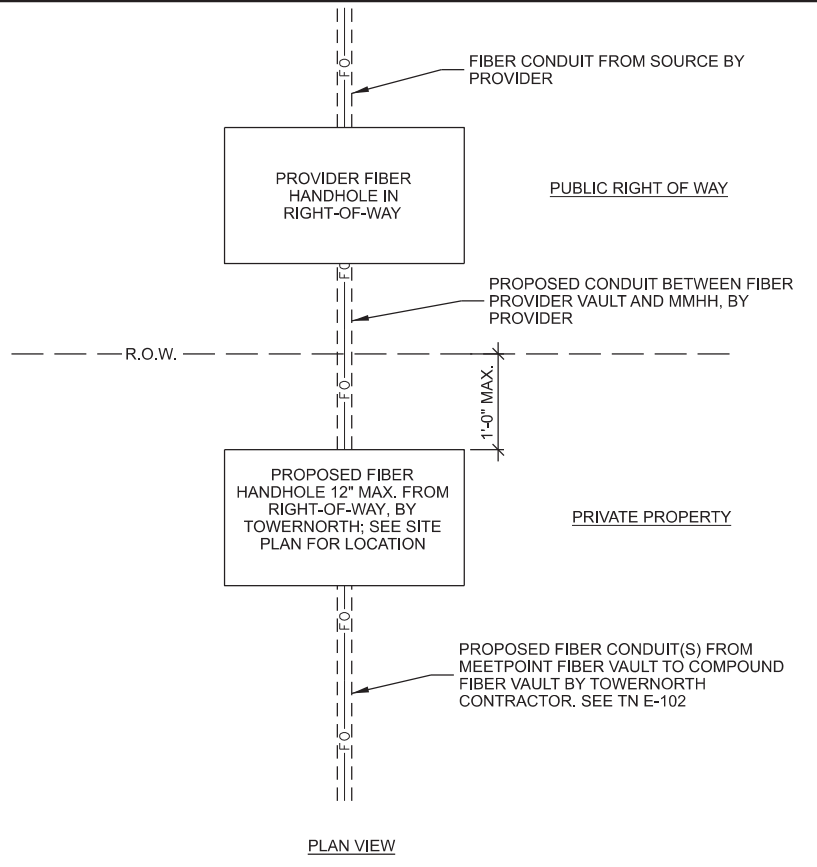 FO
FIBER CONDUIT FROM SOURCE BY
PROVIDER
PROVIDER FIBER
HANDHOLE IN
RIGHT-OF-WAY
PUBLIC RIGHT OF WAY
FO
PROPOSED CONDUIT BETWEEN FIBER
PROVIDER VAULT AND MMHH, BY
PROVIDER
R.O.W.
FO
1'-0" MAX.
PROPOSED FIBER
HANDHOLE 12" MAX. FROM
RIGHT-OF-WAY, BY
TOWERNORTH; SEE SITE
PLAN FOR LOCATION
PRIVATE PROPERTY
FO
PROPOSED FIBER CONDUIT(S) FROM
MEETPOINT FIBER VAULT TO COMPOUND
FIBER VAULT BY TOWERNORTH
CONTRACTOR. SEE TN E-102
FO
PLAN VIEW